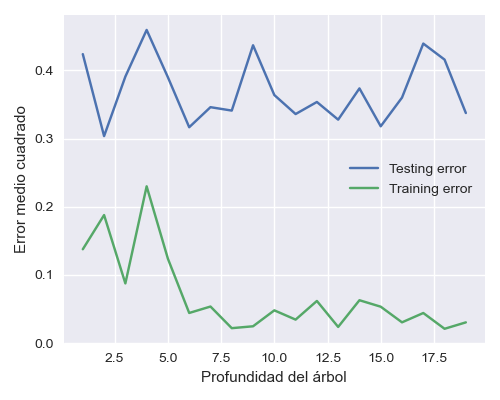 0.4
0.3
0.2
0.1
0.0
Error medio cuadrado
Testing error
Training error
2.5 5.0 7.5 10.0 12.5 15.0 17.5
Profundidad del árbol